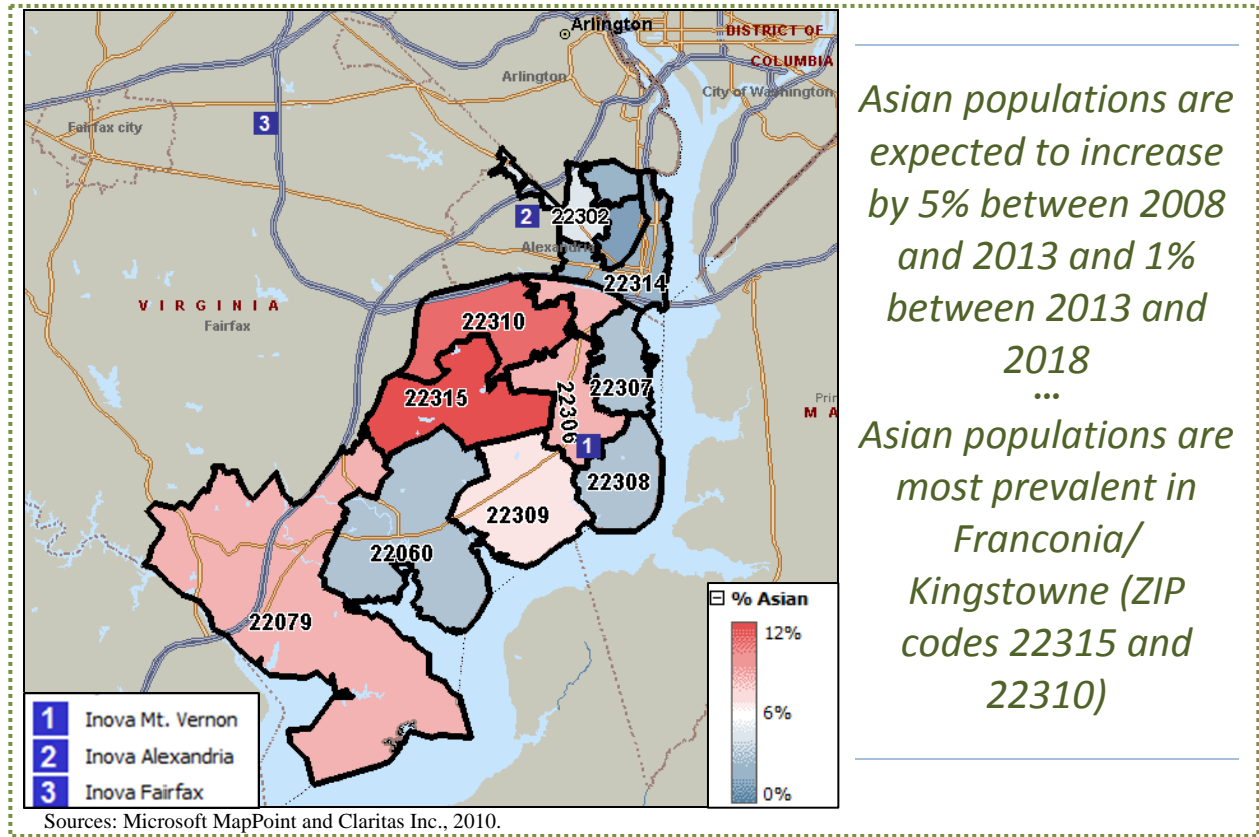 Arlington
DISTRICT OF
COLUMBIA
Arlington
City of Washington
Fairfax city
3
2
22302
Alexandria
22314
VIRGINIA
Fairfax
22310
22307
22315
22306
1
22308
22309
22060
22079
Prin
MA
% Asian
12%
6%
0%
1 Inova Mt. Vernon
2 Inova Alexandria
3 Inova Fairfax
Sources: Microsoft MapPoint and Claritas Inc., 2010.
Asian populations are
expected to increase
by 5% between 2008
and 2013 and 1%
between 2013 and
2018
...
Asian populations are
most prevalent in
Franconia/
Kingstowne (ZIP
codes 22315 and
22310)